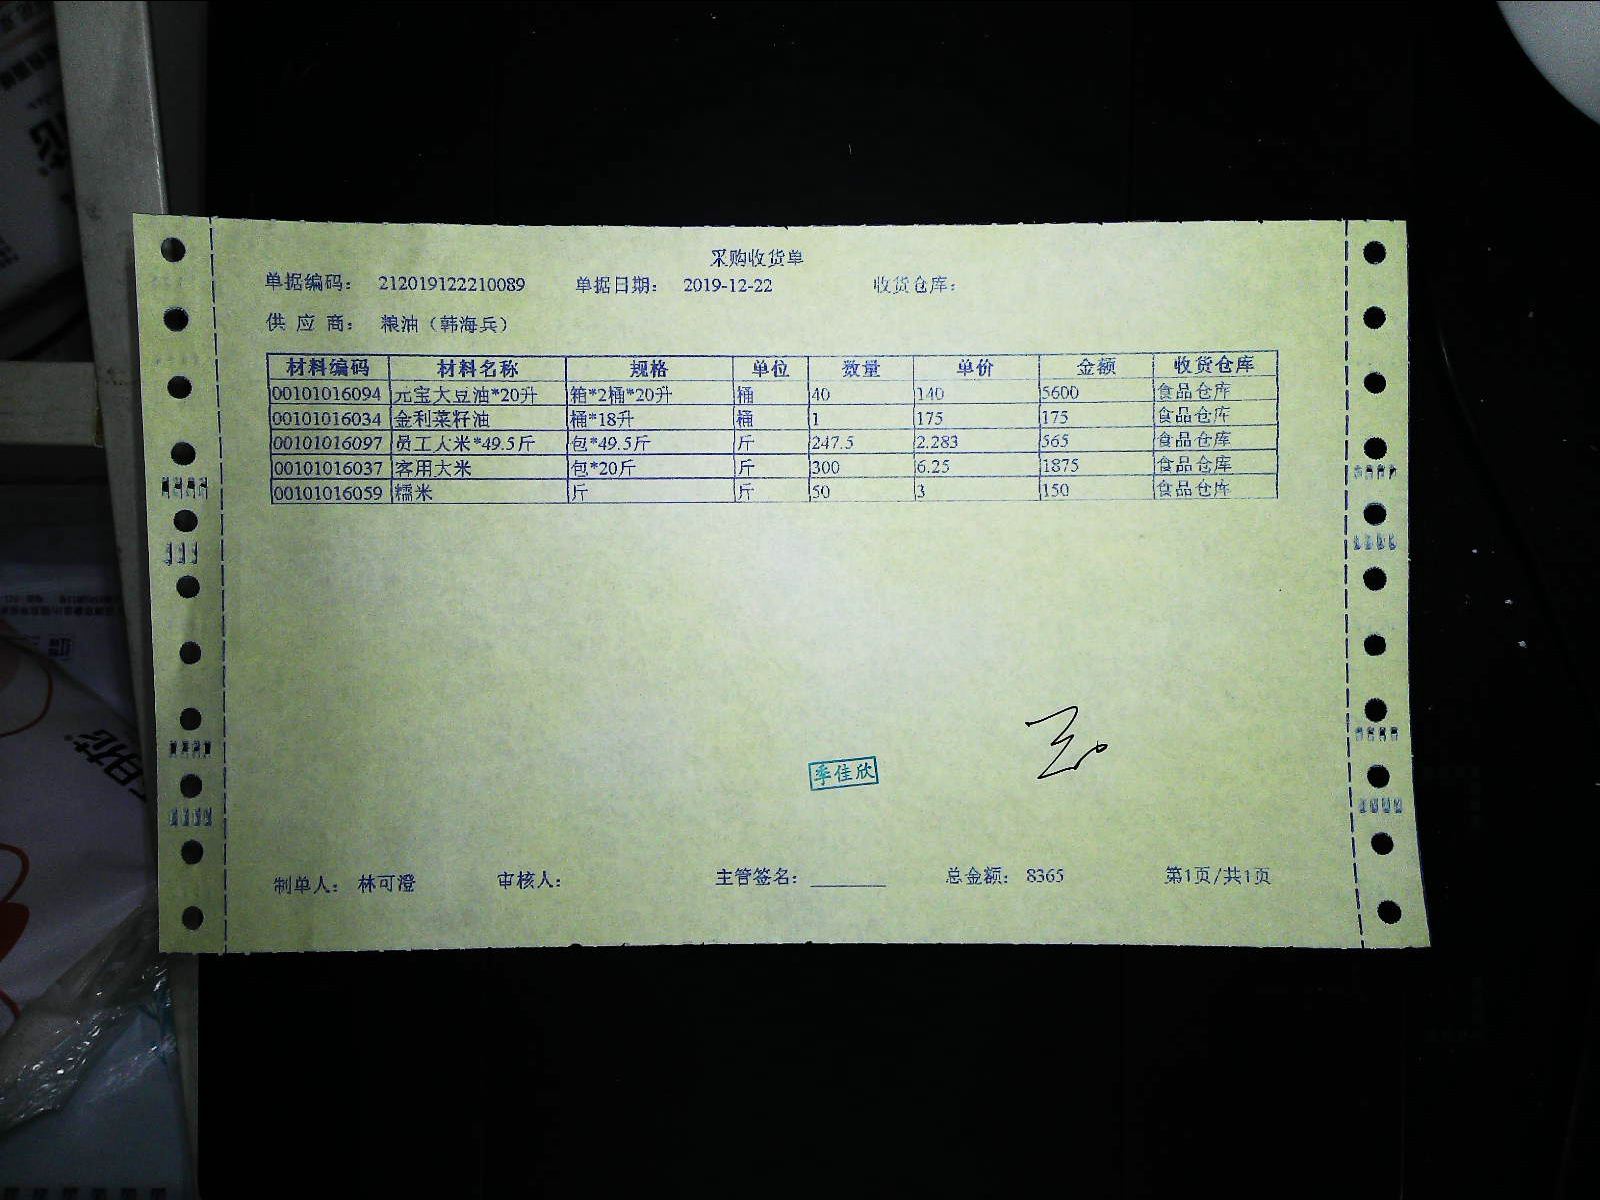 采购收货单
单据编码： 212019122210089 单据日期： 2019-12-22 收货仓库：
供 应 商： 粮油（韩海兵）
材料编码 材料名称 规格 单位 数量 单价 金额 收货仓库
00101016094 元宝大豆油*20升 箱*2桶*20升 桶 40 140 5600 食品仓库
00101016034 金利菜籽油 桶*18升 桶 1 175 175 食品仓库
00101016097 员工大米*49.5斤 包*49.5斤 斤 247.5 2.283 565 食品仓库
00101016037 客用大米 包*20斤 斤 300 6.25 1875 食品仓库
00101016059 糯米 斤 斤 50 3 150 食品仓库
季佳欣
制单人： 林可澄 审核人： 主管签名： 总金额： 8365 第1页/共1页